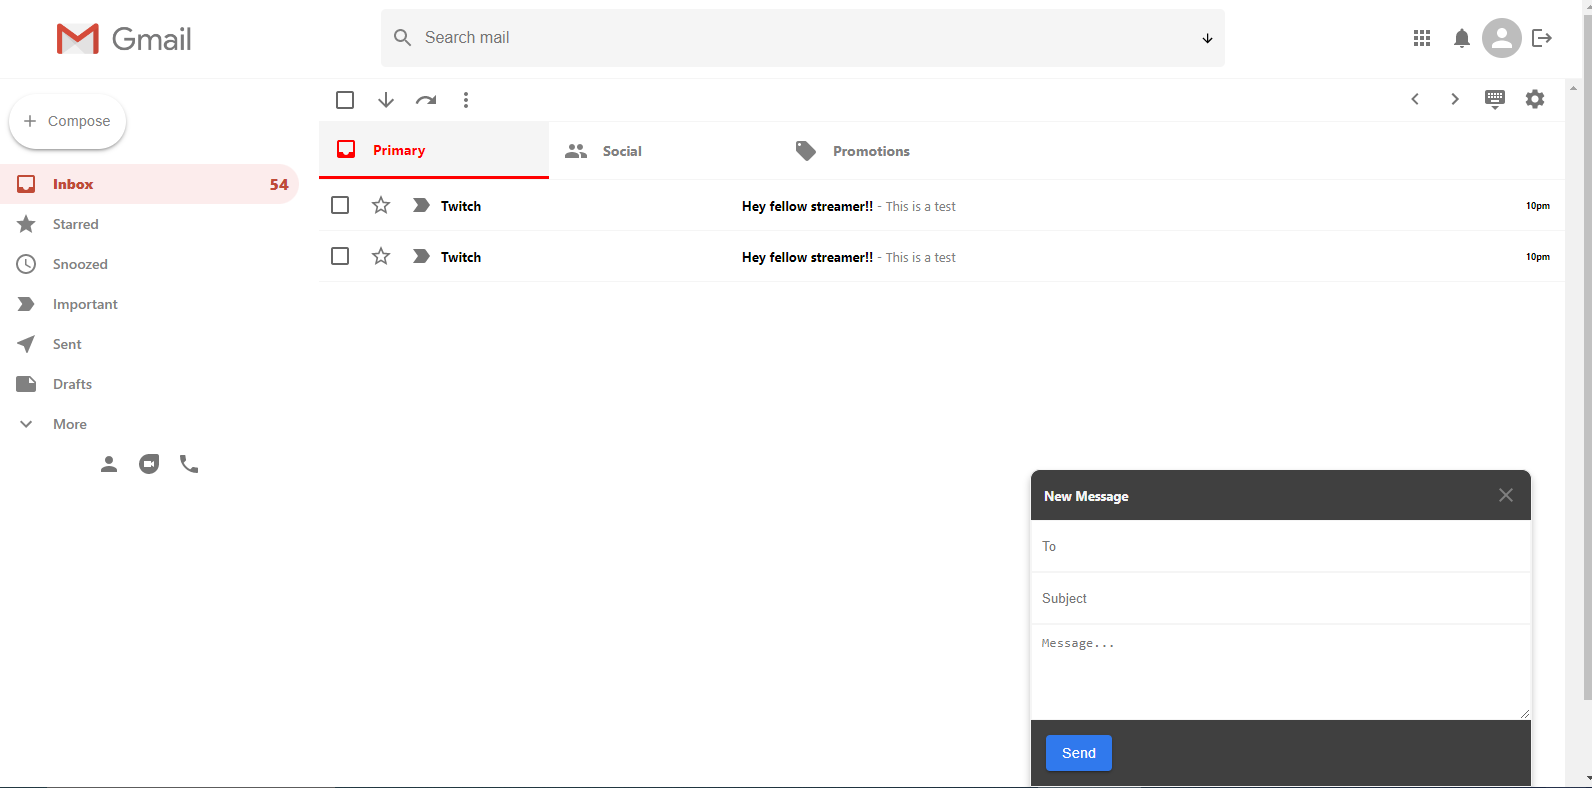 Gmail
Search mail
Compose
Inbox 54
Starred
Snoozed
Important
Sent
Drafts
More
Primary Social Promotions
Twitch Hey fellow streamer!! - This is a test 10pm
Twitch Hey fellow streamer!! - This is a test 10pm
New Message
To
Subject
Message...
Send